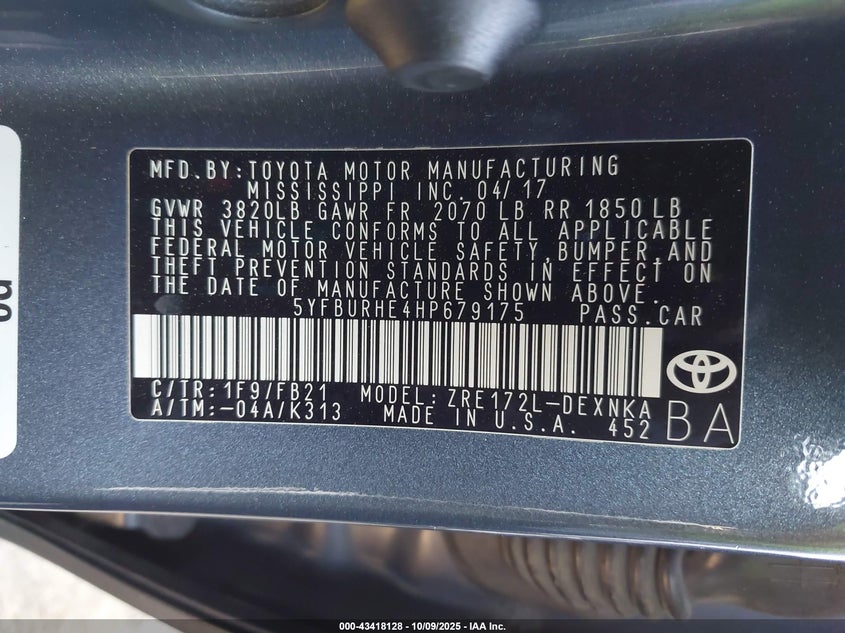 MFD.BY:TOYOTA MOTOR MANUFACTURING
MISSISSIPPI INC. 04/17
GVWR 3820LB GAWR FR 2070 LB RR 1850 LB
THIS VEHICLE CONFORMS TO ALL APPLICABLE
FEDERAL MOTOR VEHICLE SAFETY,BUMPER,AND
THEFT PREVENTION STANDARDS IN EFFECT ON
THE DATE OF MANUFACTURE SHOWN ABOVE.
5YFBURHE4HP679175 PASS.CAR
C/TR: 1F9/FB21 MODEL: ZRE172L-DEXNKA
A/TM:-04A/K313 MADE IN U.S.A. 452
BA
000-43418128 - 10/09/2025 - IAA Inc.